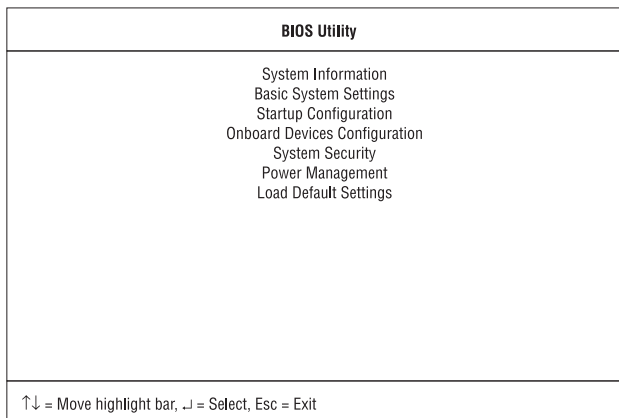 BIOS Utility
System Information
Basic System Settings
Startup Configuration
Onboard Devices Configuration
System Security
Power Management
Load Default Settings
↑↓ = Move highlight bar, ↵ = Select, Esc = Exit